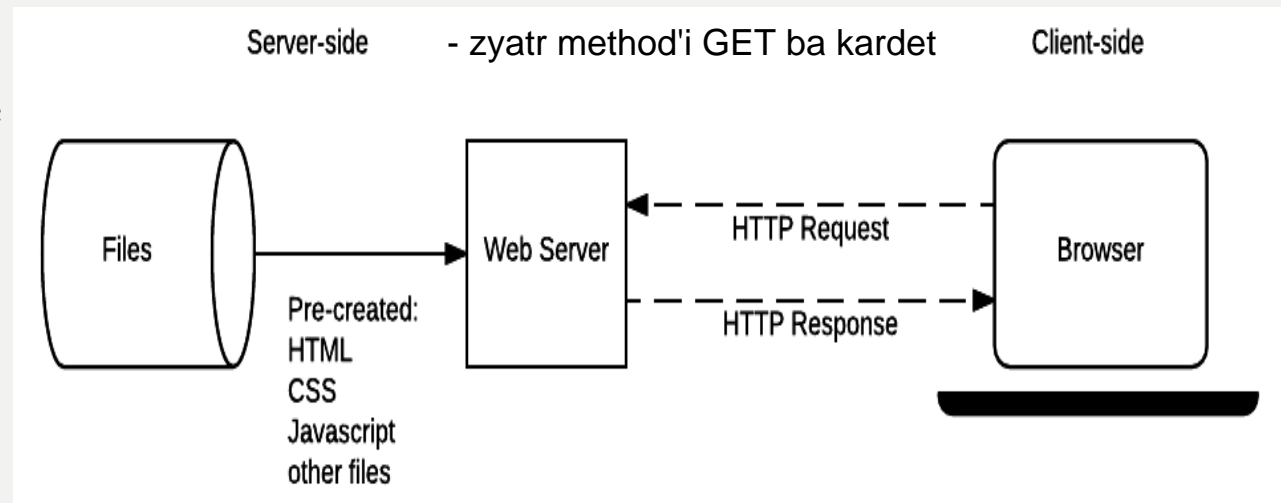 Server-side - zyatr method'i GET ba kardet Client-side
Files
Web Server
HTTP Request
HTTP Response
Browser
Pre-created:
HTML
CSS
Javascript
other files